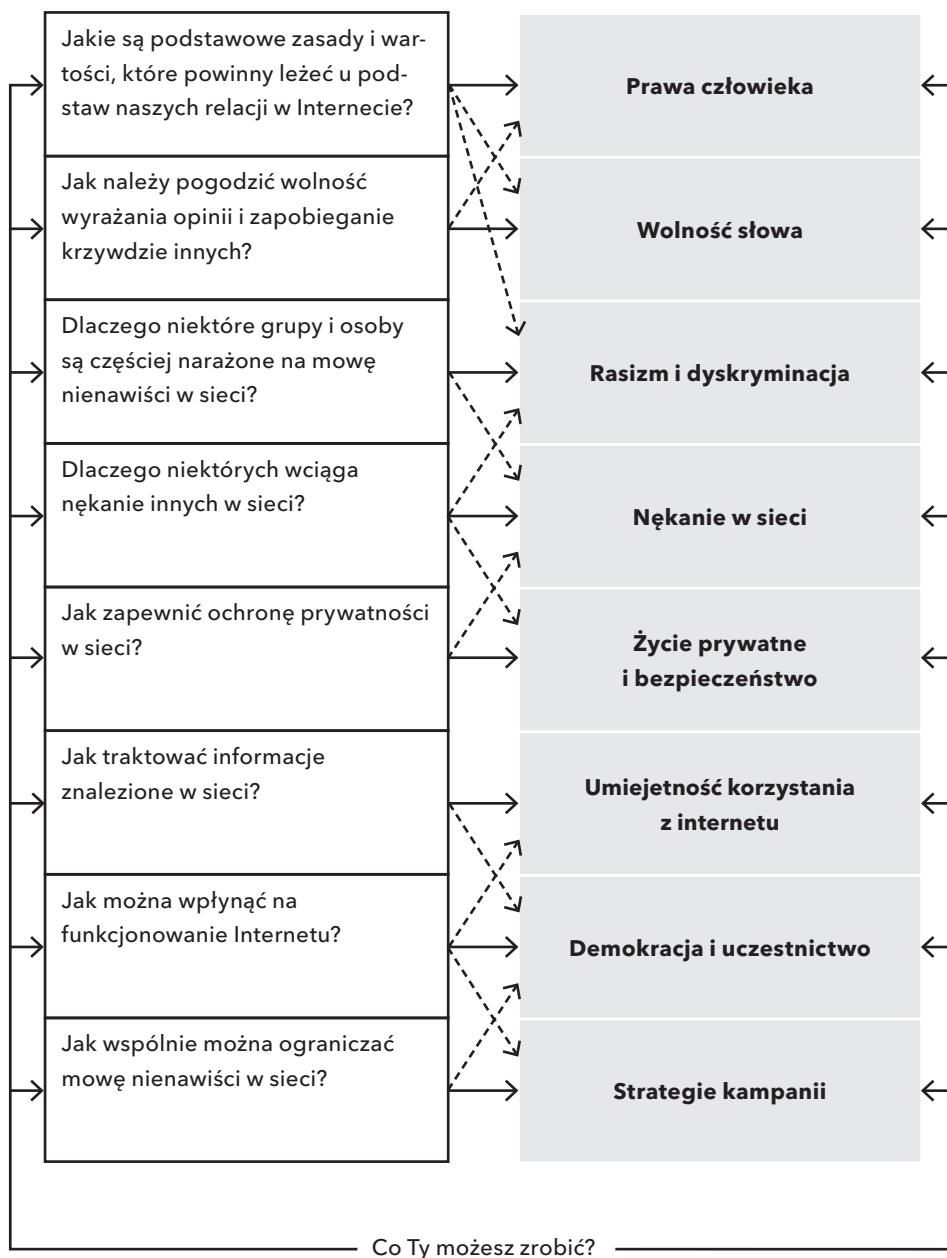 Jakie są podstawowe zasady i war-
tości, które powinny leżeć u pod-
staw naszych relacji w Internecie?
Prawa człowieka
Jak należy pogodzić wolność
wyrażania opinii i zapobieganie
krzywdzie innych?
Wolność słowa
Dlaczego niektóre grupy i osoby
są częściej narażone na mowę
nienawiści w sieci?
Rasizm i dyskryminacja
Dlaczego niektórych wciąga
nękanie innych w sieci?
Nękanie w sieci
Jak zapewnić ochronę prywatności
w sieci?
Życie prywatne
i bezpieczeństwo
Jak traktować informacje
znalezione w sieci?
Umiejetność korzystania
z internetu
Jak można wpłynąć na
funkcjonowanie Internetu?
Demokracja i uczestnictwo
Jak wspólnie można ograniczać
mowę nienawiści w sieci?
Strategie kampanii
Co Ty możesz zrobić?